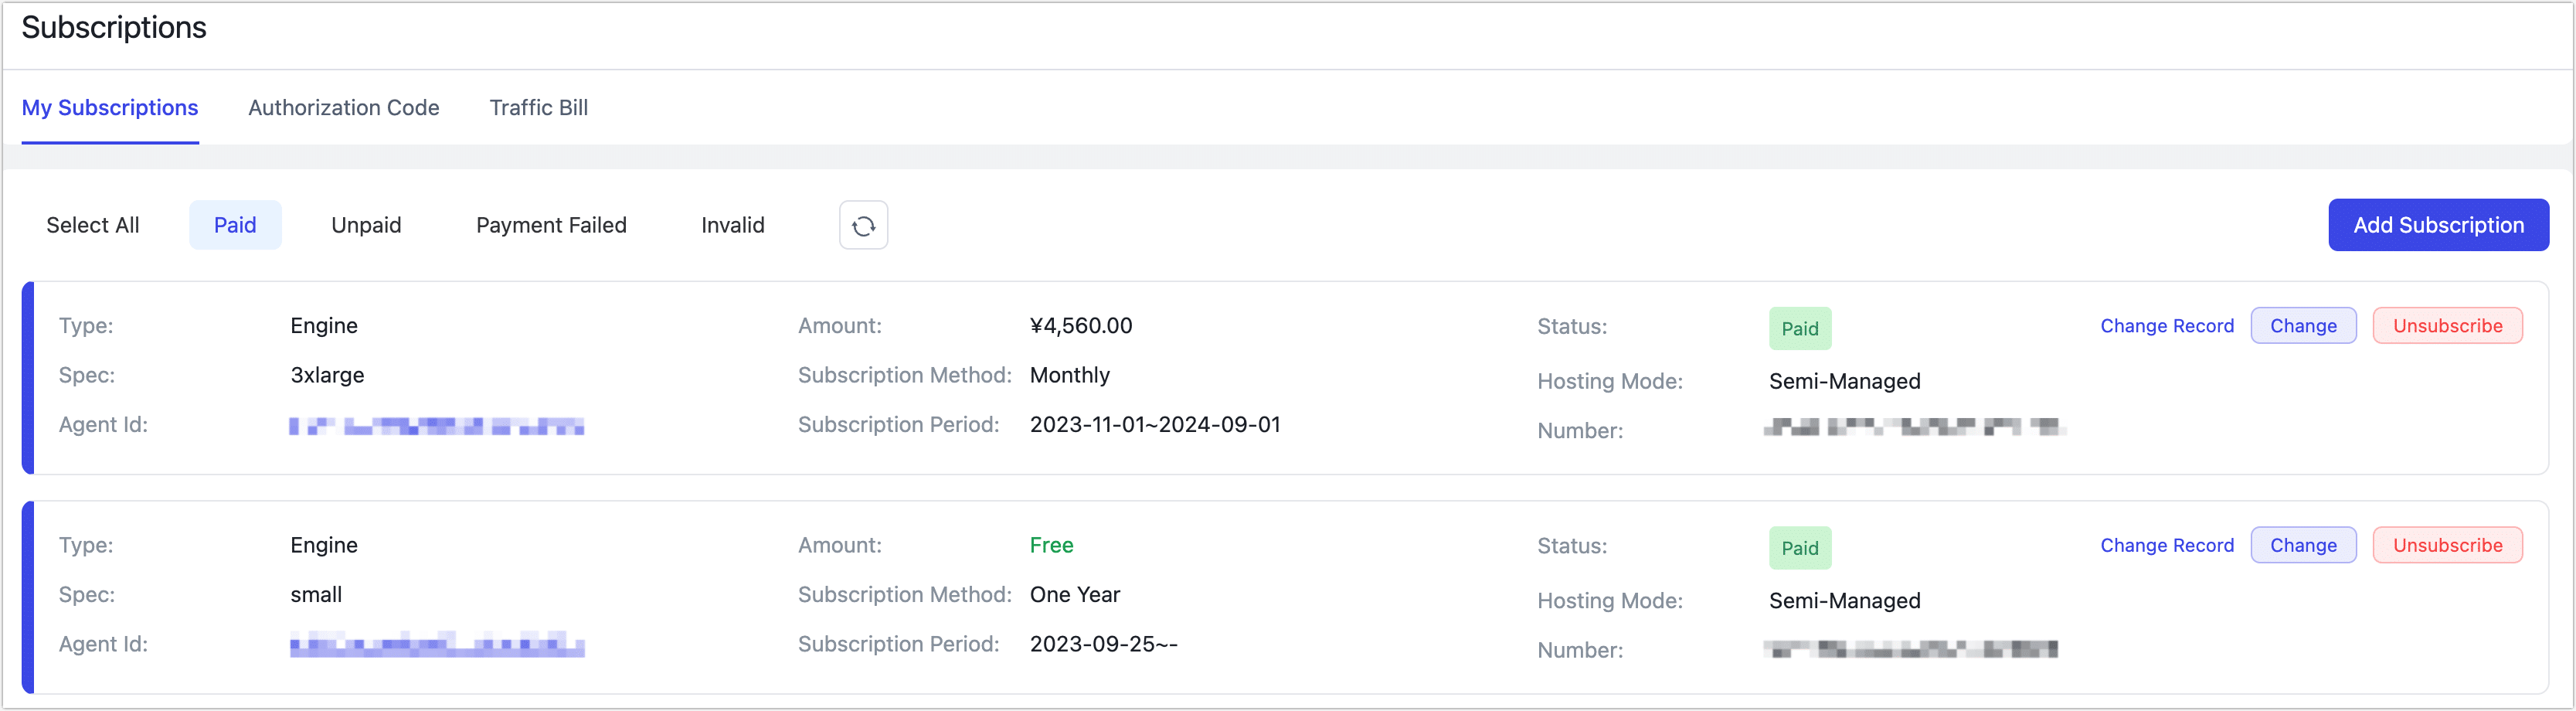 Subscriptions
My Subscriptions Authorization Code Traffic Bill
Select All Paid Unpaid Payment Failed Invalid Add Subscription
Type: Engine Amount: ¥4,560.00 Status: Paid Change Record Change Unsubscribe
Spec: 3xlarge Subscription Method: Monthly Hosting Mode: Semi-Managed
Agent Id: Subscription Period: 2023-11-01~2024-09-01 Number:
Type: Engine Amount: Free Status: Paid Change Record Change Unsubscribe
Spec: small Subscription Method: One Year Hosting Mode: Semi-Managed
Agent Id: Subscription Period: 2023-09-25~- Number: